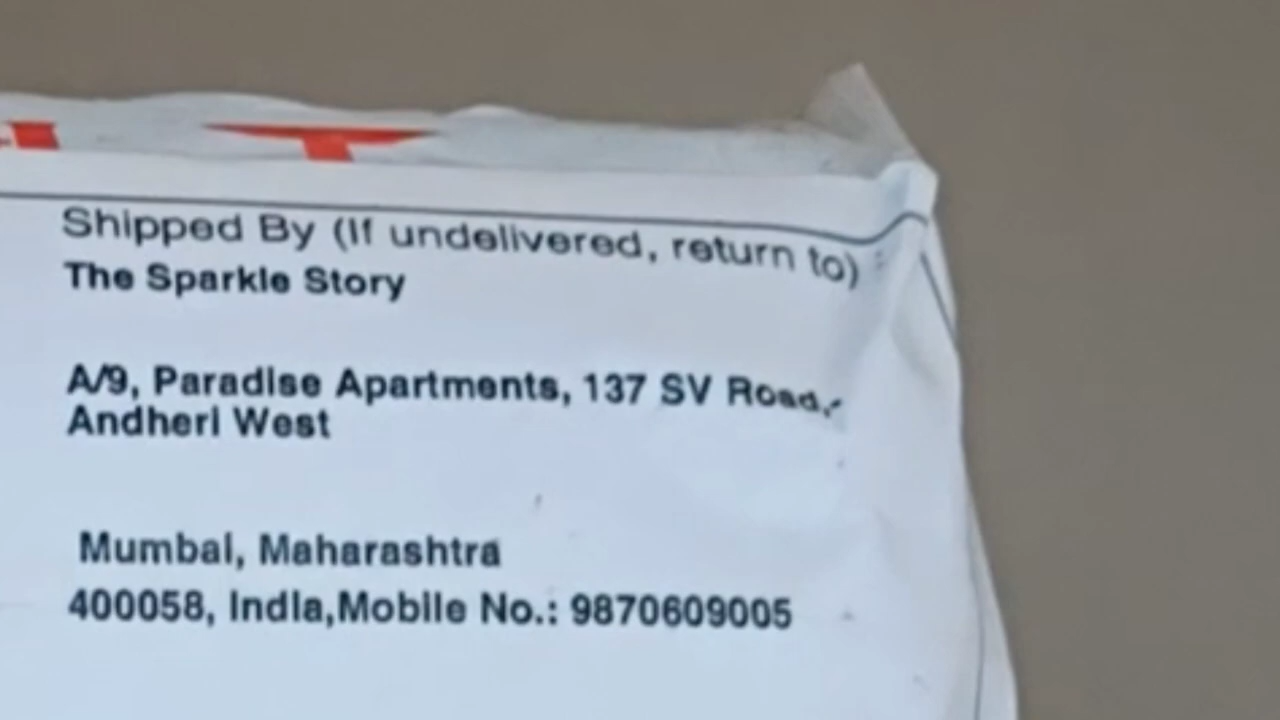 Shipped By (If undelivered, return to)
The Sparkle Story
A/9, Paradise Apartments, 137 SV Road,
Andheri West
Mumbai, Maharashtra
400058, India,Mobile No.: 9870609005